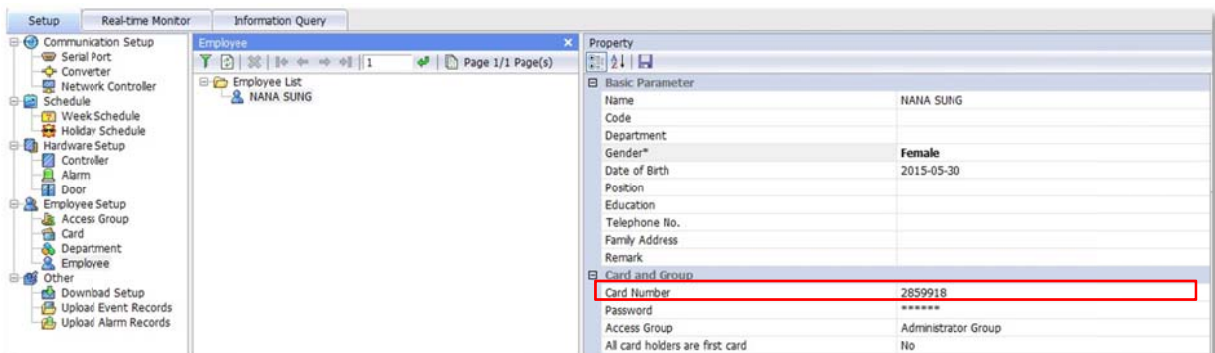 Setup Real-time Monitor Information Query
Communication Setup
Serial Port
Converter
Network Controller
Schedule
Week Schedule
Holiday Schedule
Hardware Setup
Controller
Alarm
Door
Employee Setup
Access Group
Card
Department
Employee
Other
Download Setup
Upload Event Records
Upload Alarm Records
Employee
1 Page 1/1 Page(s)
Employee List
NANA SUNG
Property
Basic Parameter
Name NANA SUNG
Code
Department
Gender* Female
Date of Birth 2015-05-30
Position
Education
Telephone No.
Family Address
Remark
Card and Group
Card Number 2859918
Password ******
Access Group Administrator Group
All card holders are first card No